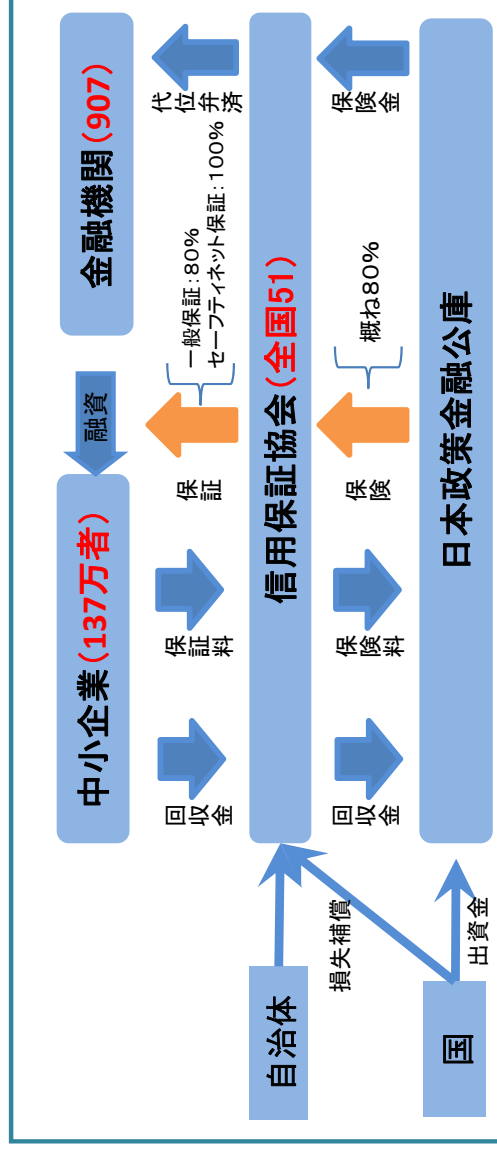 中小企業（137万者）
融資
金融機関（907）
回収金
保証料
保証
一般保証：80%
セーフティネット保証：100%
代位弁済
自治体
信用保証協会（全国51）
損失補償
回収金
保険料
保険
概ね80%
保険金
国
出資金
日本政策金融公庫